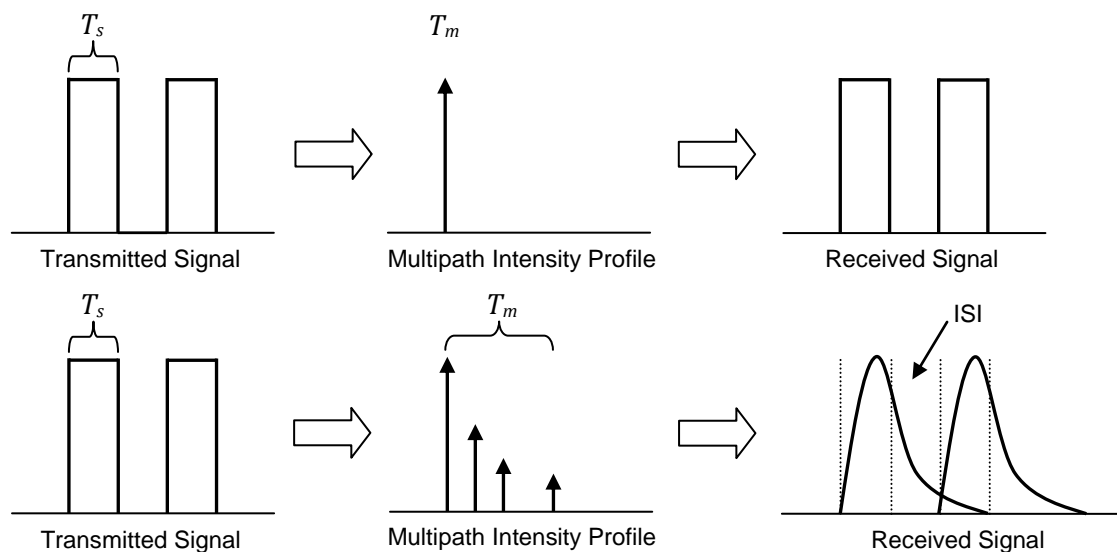 T_s
T_m
Transmitted Signal
Multipath Intensity Profile
Received Signal
T_s
T_m
ISI
Transmitted Signal
Multipath Intensity Profile
Received Signal